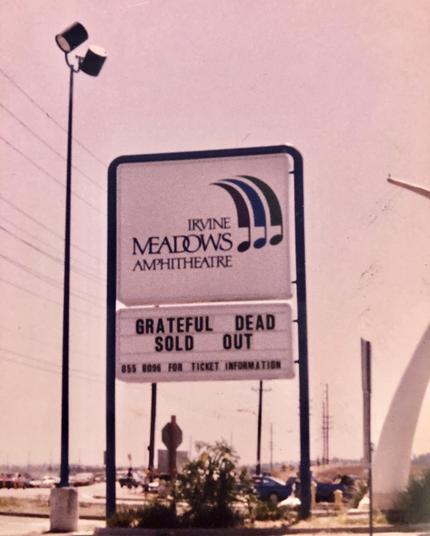 IRVINE
MEADOWS
AMPHITHEATRE
GRATEFUL DEAD
SOLD OUT
855 8096 FOR TICKET INFORMATION